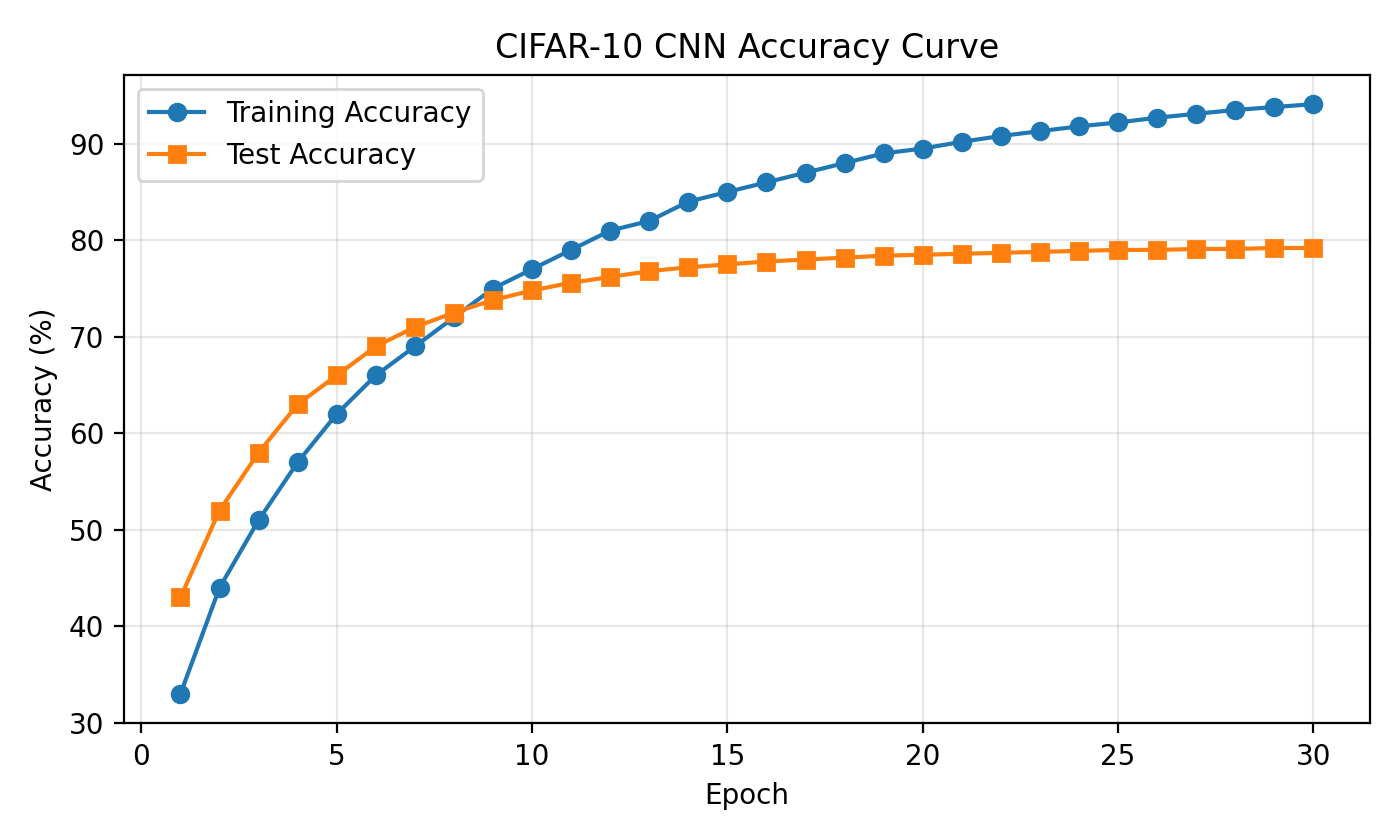 CIFAR-10 CNN Accuracy Curve
Training Accuracy
Test Accuracy
Accuracy (%)
90
80
70
60
50
40
30
0 5 10 15 20 25 30
Epoch